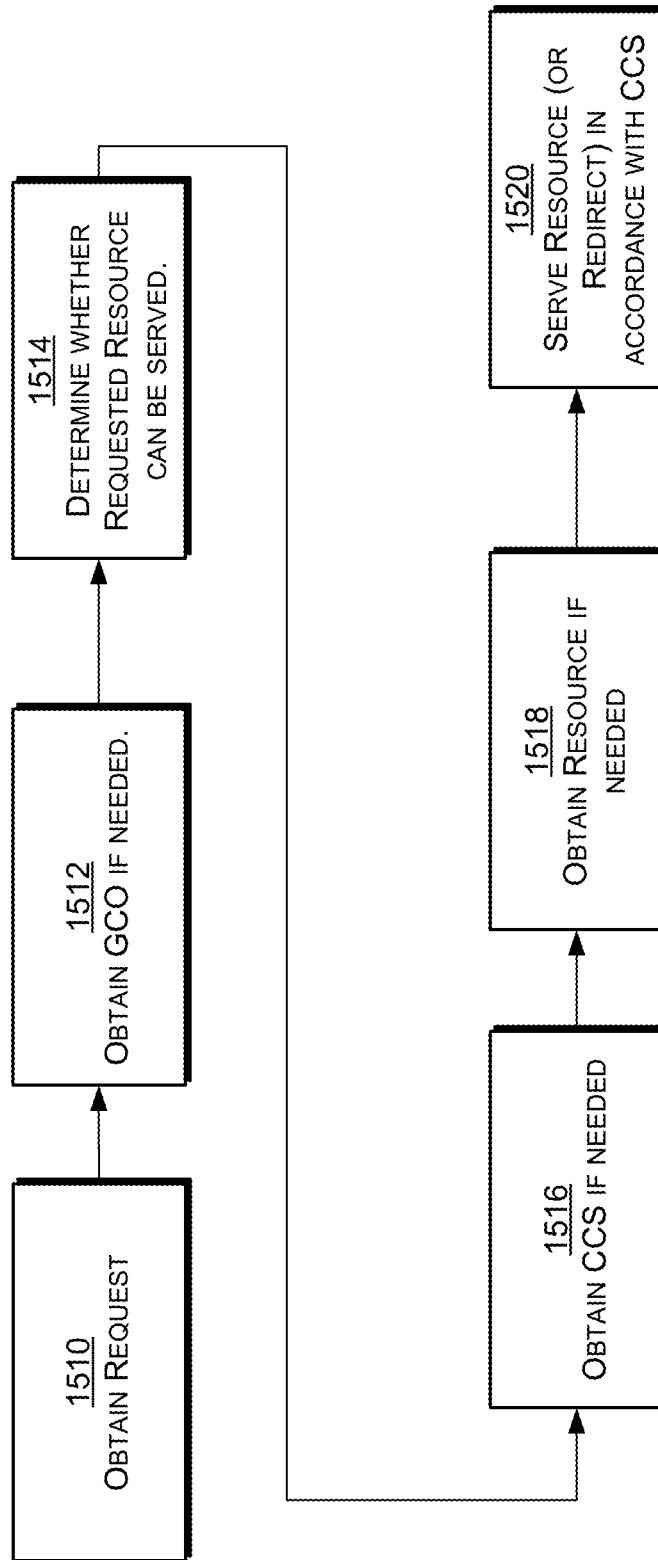 1510
OBTAIN REQUEST
1512
OBTAIN GCO IF NEEDED.
1514
DETERMINE WHETHER
REQUESTED RESOURCE
CAN BE SERVED.
1516
OBTAIN CCS IF NEEDED
1518
OBTAIN RESOURCE IF
NEEDED
1520
SERVE RESOURCE (OR
REDIRECT) IN
ACCORDANCE WITH CCS